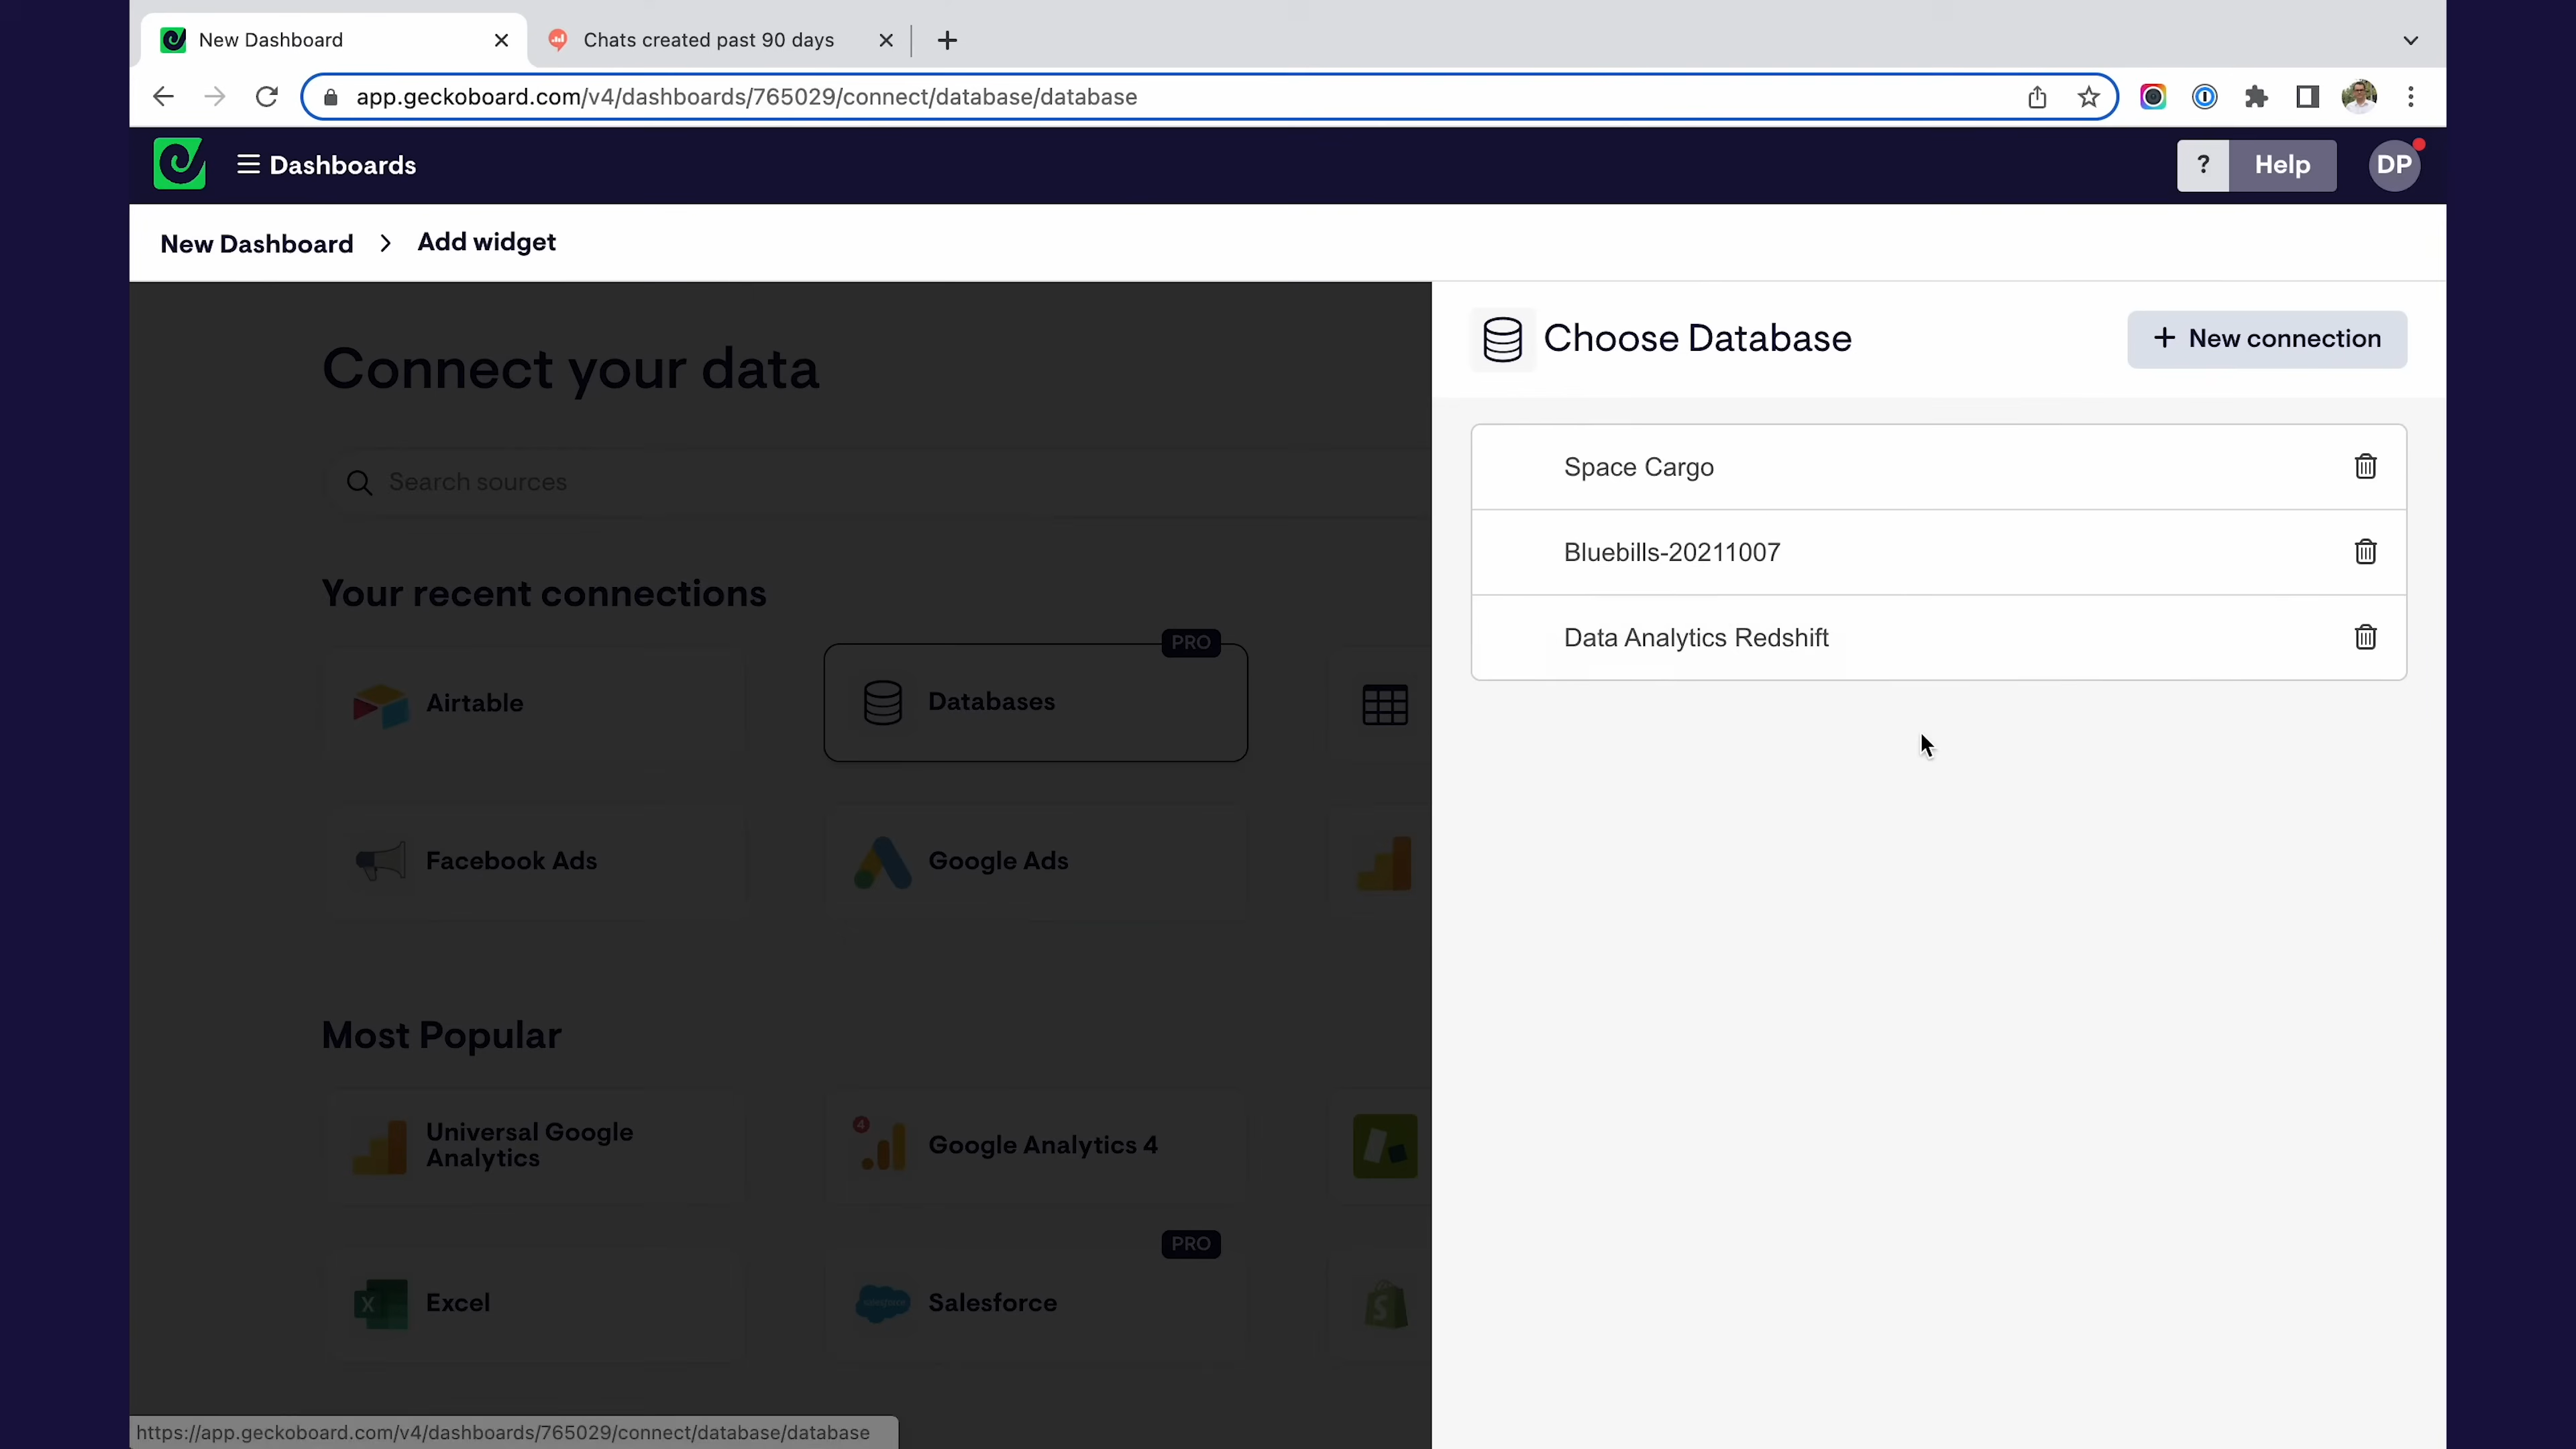 New Dashboard
Chats created past 90 days
app.geckoboard.com/v4/dashboards/765029/connect/database/database
Dashboards
? Help
DP
New Dashboard > Add widget
Connect your data
Search sources
Your recent connections
Airtable
PRO
Databases
Facebook Ads
Google Ads
Most Popular
Universal Google
Analytics
4
Google Analytics 4
X
Excel
PRO
salesforce
Salesforce
S
Choose Database
+ New connection
Space Cargo
Bluebills-20211007
Data Analytics Redshift
https://app.geckoboard.com/v4/dashboards/765029/connect/database/database